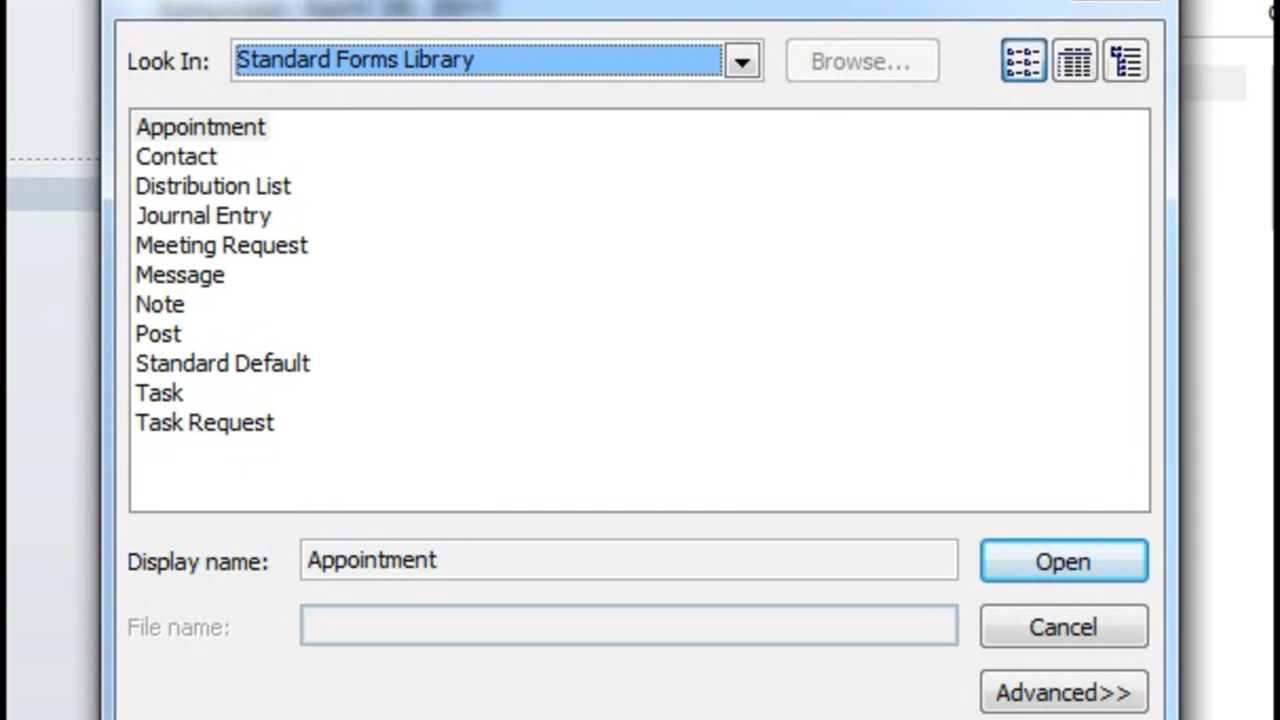 Look In: Standard Forms Library Browse...
Appointment
Contact
Distribution List
Journal Entry
Meeting Request
Message
Note
Post
Standard Default
Task
Task Request
Display name: Appointment Open
File name: Cancel
Advanced>>